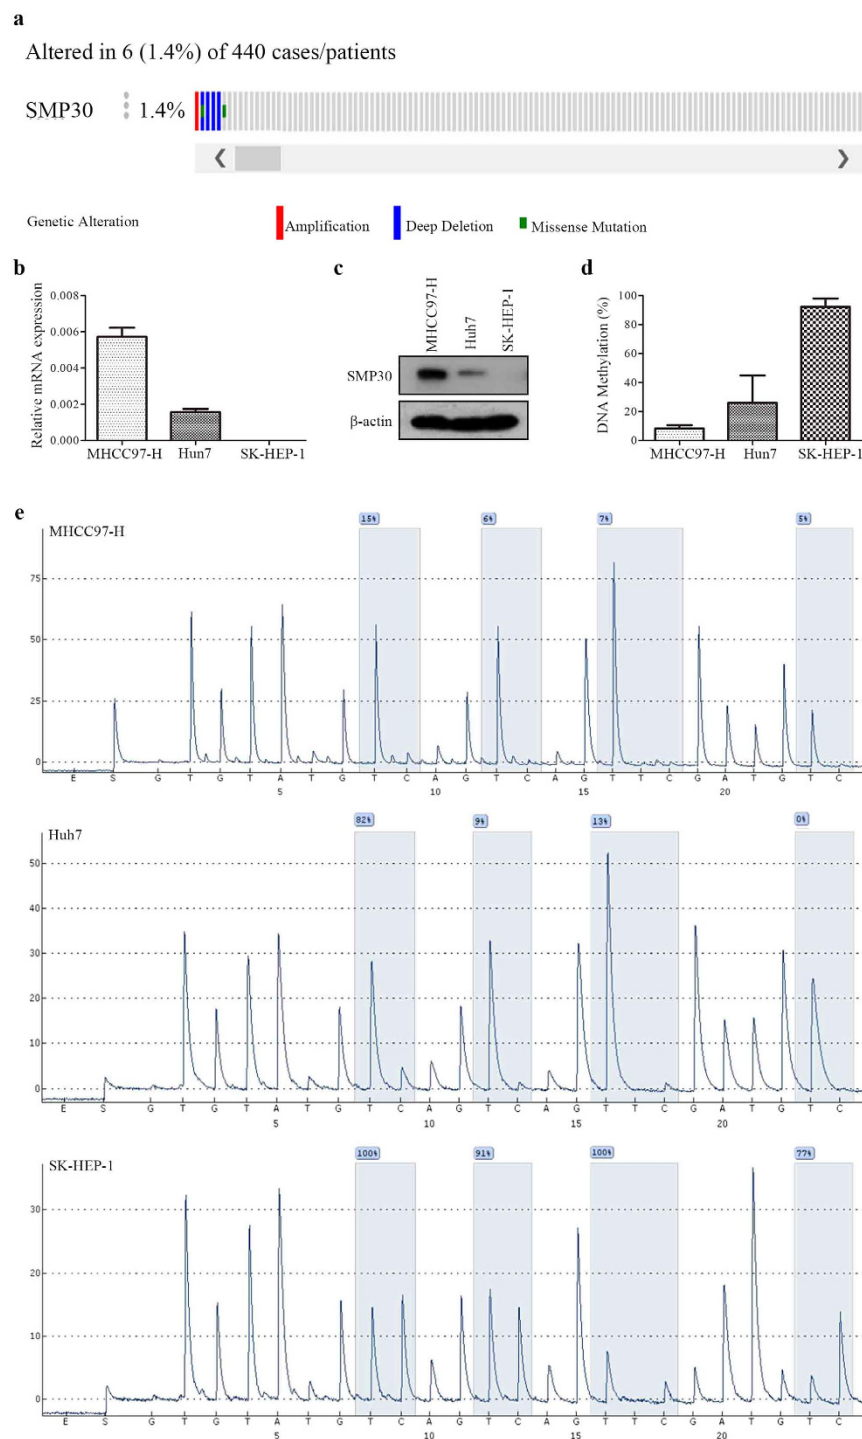 a
Altered in 6 (1.4%) of 440 cases/patients
SMP30 1.4%
Genetic Alteration Amplification Deep Deletion Missense Mutation
b
Relative mRNA expression
0.008
0.006
0.004
0.002
0.000
MHCC97-H Hun7 SK-HEP-1
c
MHCC97-H Huh7 SK-HEP-1
SMP30
β-actin
d
DNA Methylation (%)
100
80
60
40
20
0
MHCC97-H Hun7 SK-HEP-1
e
MHCC97-H
15% 6% 7% 5%
75
50
25
0
E S G T G T A T G T C A G T C A G T T C G A T G T C
5 10 15 20
Huh7
82% 9% 13% 0%
50
40
30
20
10
0
E S G T G T A T G T C A G T C A G T T C G A T G T C
5 10 15 20
SK-HEP-1
100% 91% 100% 77%
30
20
10
0
E S G T G T A T G T C A G T C A G T T C G A T G T C
5 10 15 20